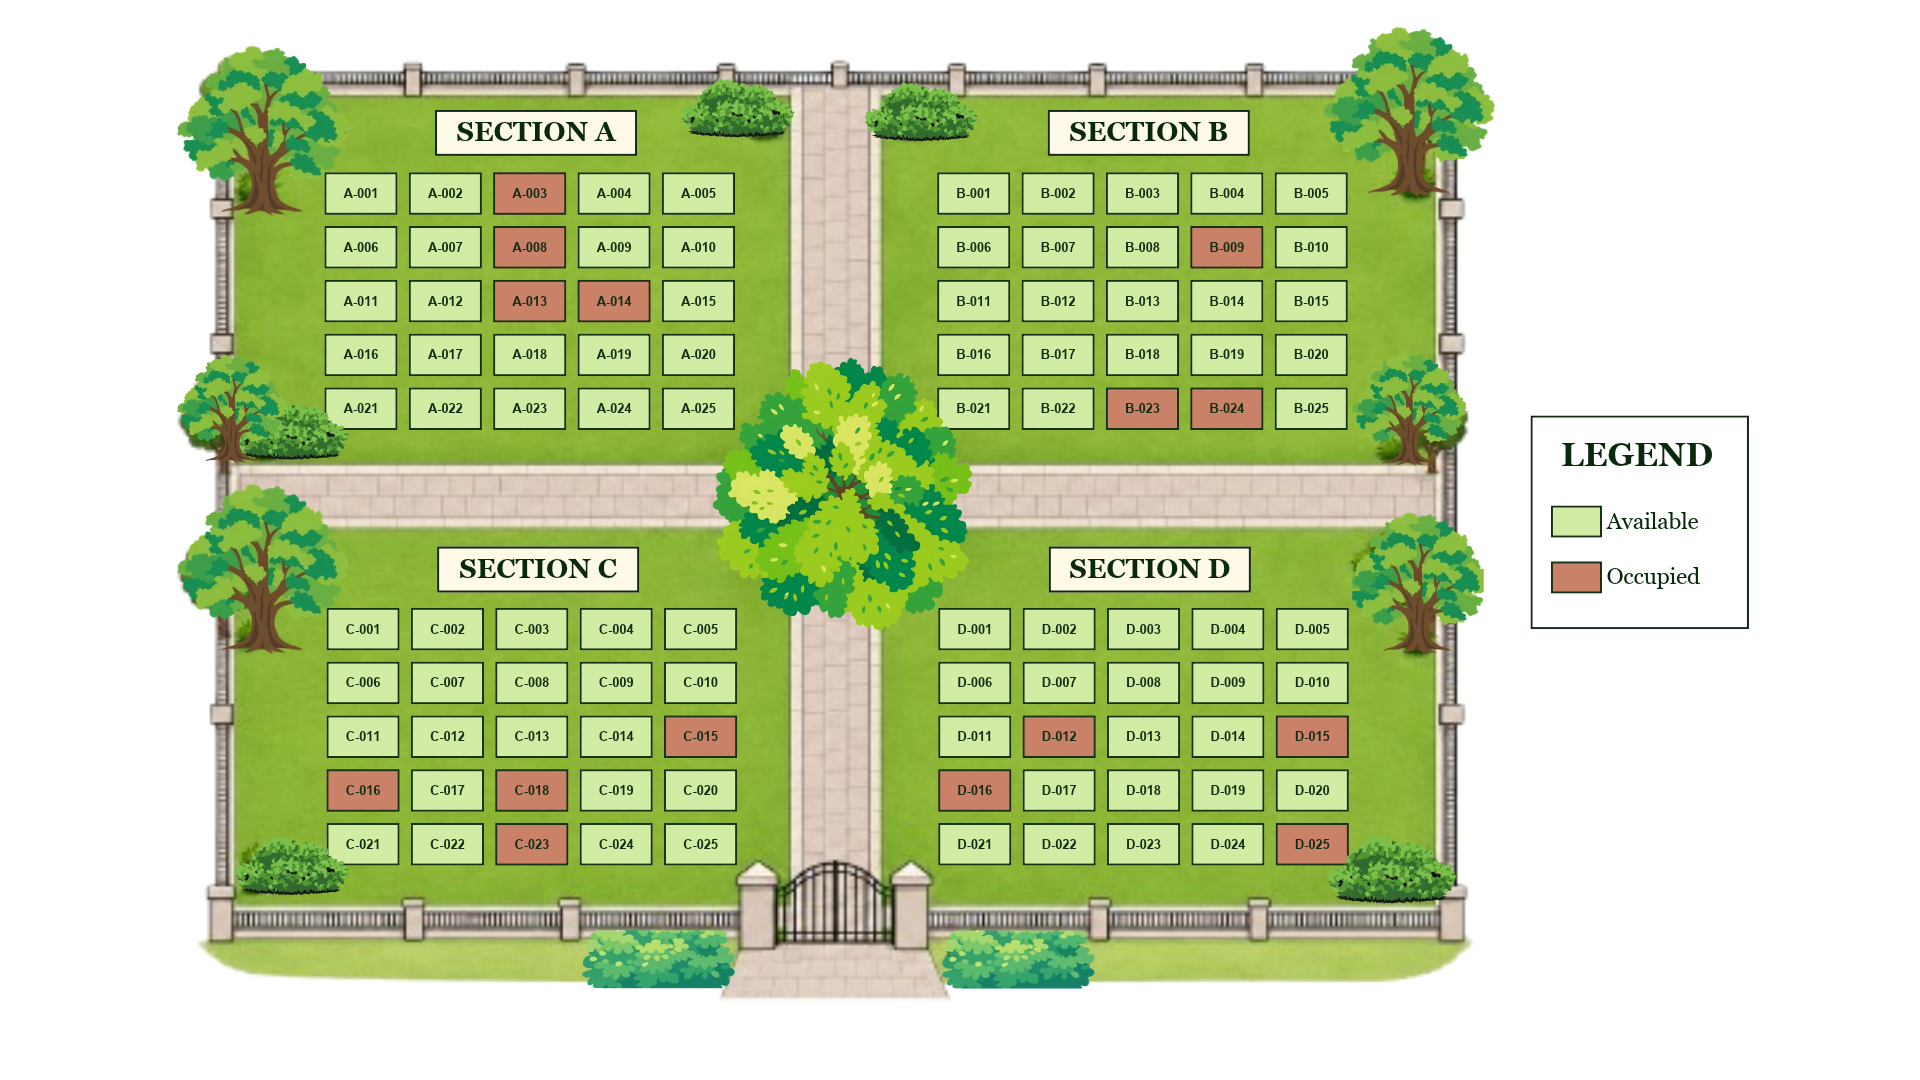 SECTION A
A-001 A-002 A-003 A-004 A-005
A-006 A-007 A-008 A-009 A-010
A-011 A-012 A-013 A-014 A-015
A-016 A-017 A-018 A-019 A-020
A-021 A-022 A-023 A-024 A-025
SECTION B
B-001 B-002 B-003 B-004 B-005
B-006 B-007 B-008 B-009 B-010
B-011 B-012 B-013 B-014 B-015
B-016 B-017 B-018 B-019 B-020
B-021 B-022 B-023 B-024 B-025
SECTION C
C-001 C-002 C-003 C-004 C-005
C-006 C-007 C-008 C-009 C-010
C-011 C-012 C-013 C-014 C-015
C-016 C-017 C-018 C-019 C-020
C-021 C-022 C-023 C-024 C-025
SECTION D
D-001 D-002 D-003 D-004 D-005
D-006 D-007 D-008 D-009 D-010
D-011 D-012 D-013 D-014 D-015
D-016 D-017 D-018 D-019 D-020
D-021 D-022 D-023 D-024 D-025
LEGEND
Available
Occupied